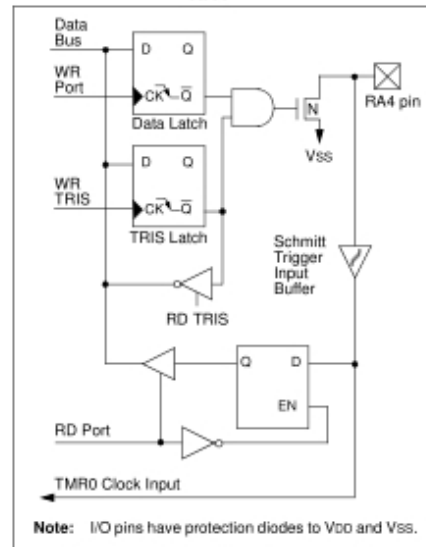 Data
Bus
D Q
WR
Port
CK Q
N
RA4 pin
Data Latch
VSS
D Q
WR
TRIS
CK Q
TRIS Latch
Schmitt
Trigger
Input
Buffer
RD TRIS
Q D
EN
RD Port
TMR0 Clock Input
Note: I/O pins have protection diodes to VDD and VSS.